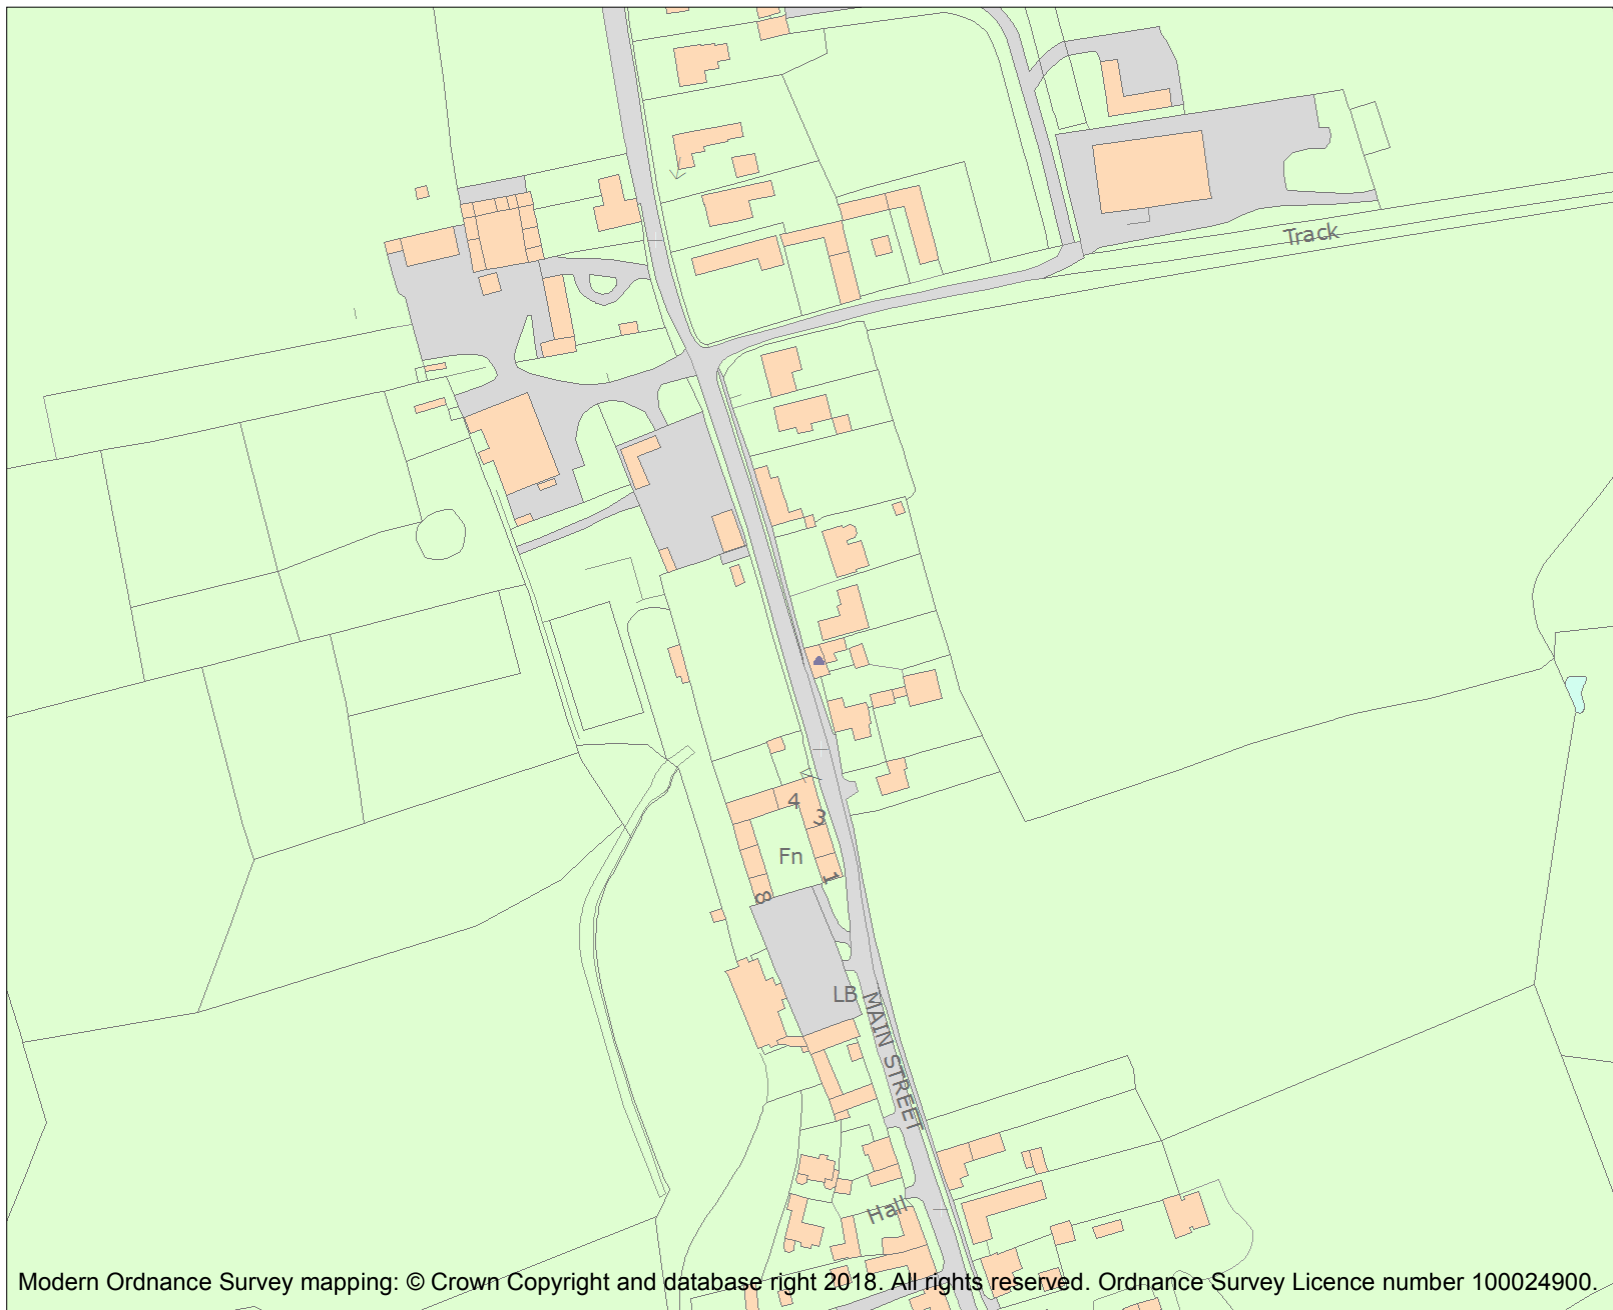 Track
4
3
Fn
1
8
LB
MAIN STREET
Hall
Modern Ordnance Survey mapping: © Crown Copyright and database right 2018. All rights reserved. Ordnance Survey Licence number 100024900.